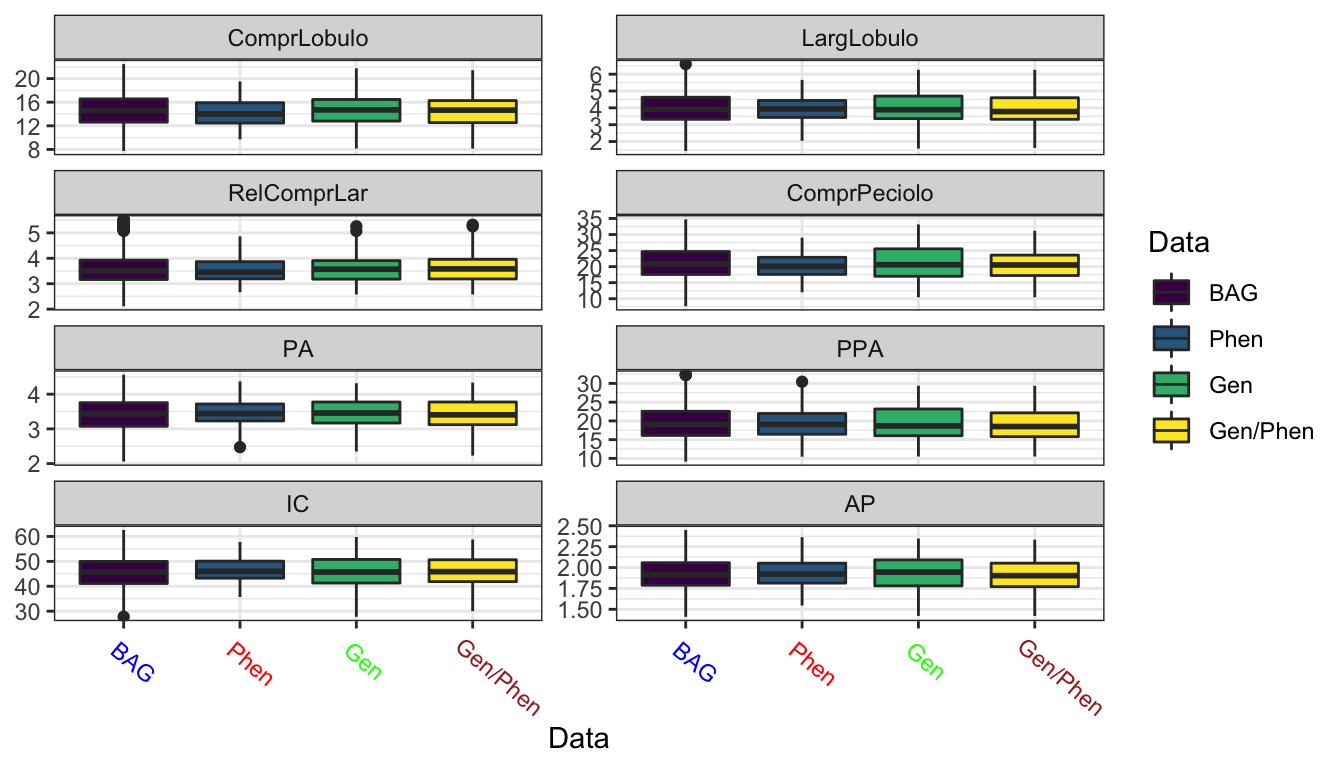 ComprLobulo
LargLobulo
20
16
12
8
6
5
4
3
2
RelComprLar
ComprPeciolo
5
4
3
2
35
30
25
20
15
10
PA
PPA
4
3
2
30
25
20
15
10
IC
AP
60
50
40
30
2.50
2.25
2.00
1.75
1.50
BAG
Phen
Gen
Gen/Phen
BAG
Phen
Gen
Gen/Phen
Data
Data
BAG
Phen
Gen
Gen/Phen